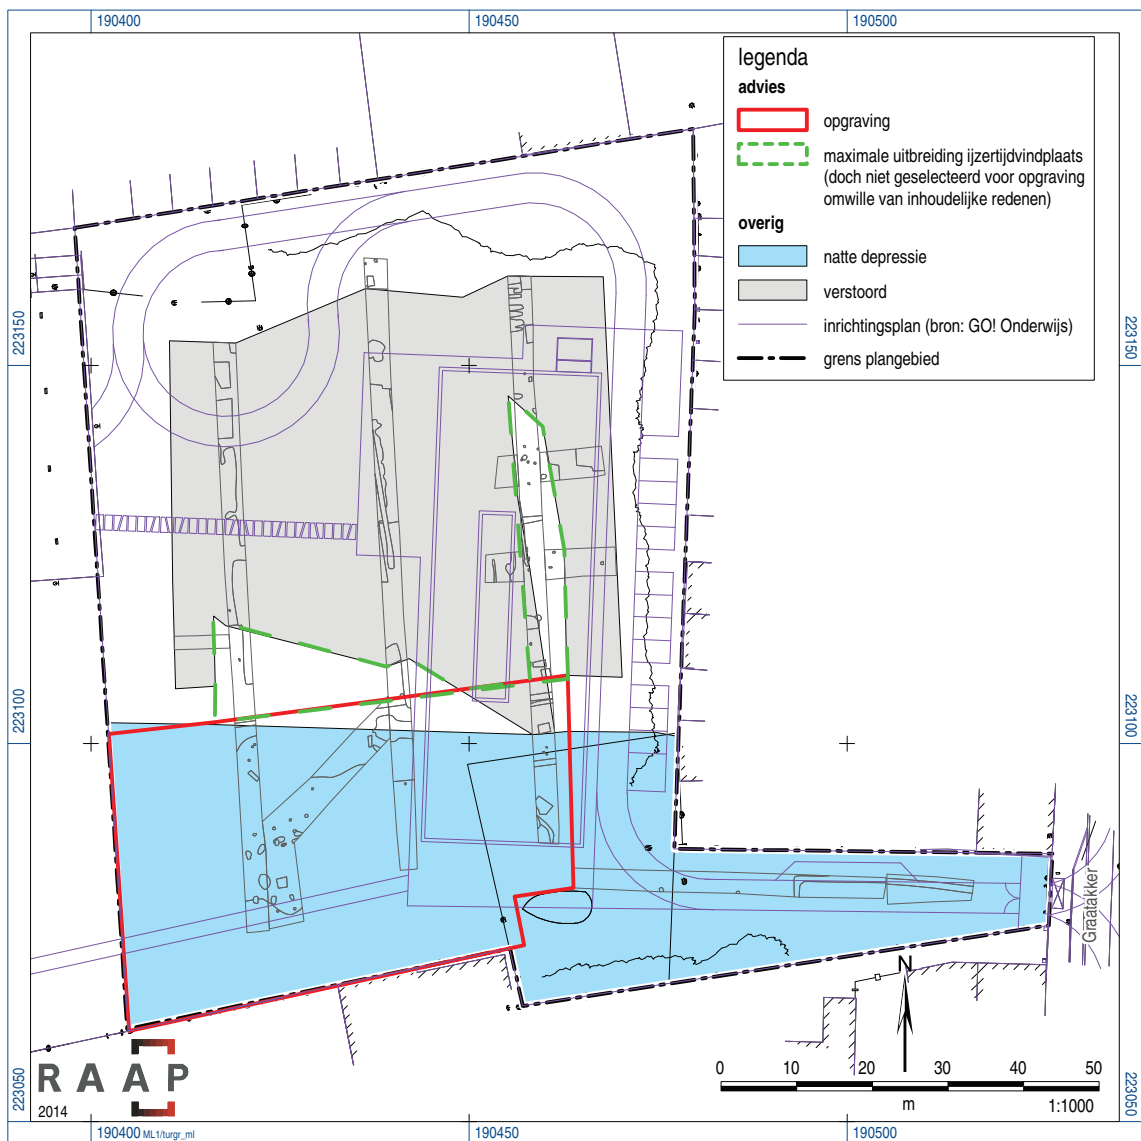 190400
190450
190500
legenda
advies
opgraving
maximale uitbreiding ijzertijdvindplaats
(doch niet geselecteerd voor opgraving
omwille van inhoudelijke redenen)
overig
natte depressie
verstoord
inrichtingsplan (bron: GO! Onderwijs)
grens plangebied
223150
223150
223100
223100
Graatakker
N
0 10 20 30 40 50
m
1:1000
RAAP
2014
223050
223050
190400
ML1/turgr_ml
190450
190500